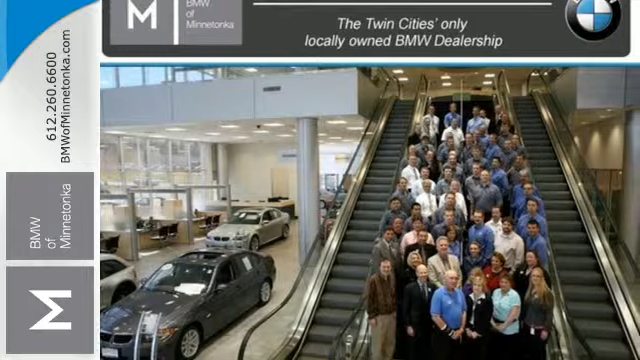 M
BMW
of
Minnetonka
The Twin Cities' only
locally owned BMW Dealership
612.260.6600
BMWofMinnetonka.com
BMW
of
Minnetonka
M